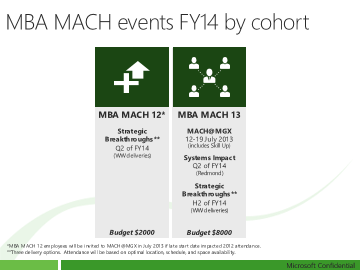 MBA MACH events FY14 by cohort
MBA MACH 12*
Strategic
Breakthroughs**
Q2 of FY14
(WW deliveries)
Budget $2000
MBA MACH 13
MACH@MGX
12-19 July 2013
(includes Skill Up)
Systems Impact
Q2 of FY14
(Redmond)
Strategic
Breakthroughs**
H2 of FY14
(WW deliveries)
Budget $8000
*MBA MACH 12 employees will be invited to MACH@MGX in July 2013 if late start date impacted 2012 attendance.
**Three delivery options. Attendance will be based on optimal location, schedule, and space availability.
Microsoft Confidential